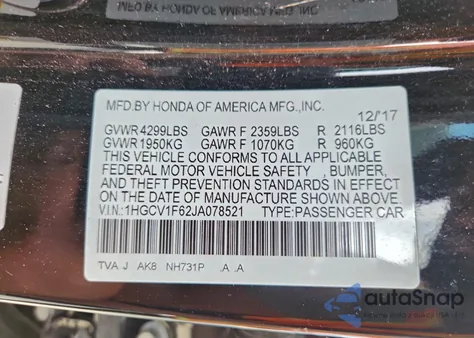 MFD.BY HONDA OF AMERICA MFG.,INC.
12/'17
GVWR 4299LBS GAWR F 2359LBS R 2116LBS
GVWR 1950KG GAWR F 1070KG R 960KG
THIS VEHICLE CONFORMS TO ALL APPLICABLE
FEDERAL MOTOR VEHICLE SAFETY , BUMPER,
AND THEFT PREVENTION STANDARDS IN EFFECT
ON THE DATE OF MANUFACTURE SHOWN ABOVE.
V.I.N.:1HGCV1F62JA078521 TYPE:PASSENGER CAR
TVA J AK8 NH731P .A .A
autoSnap